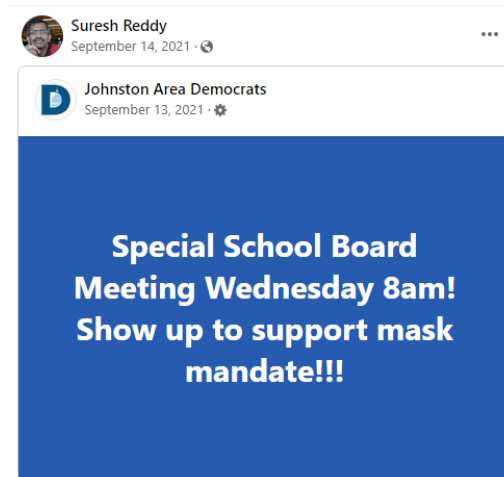 Suresh Reddy
September 14, 2021 ·
Johnston Area Democrats
September 13, 2021 ·
Special School Board
Meeting Wednesday 8am!
Show up to support mask
mandate!!!